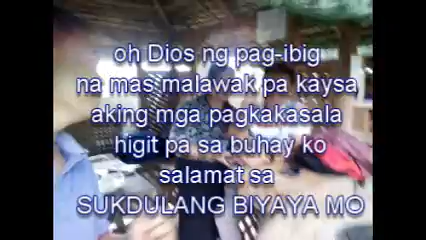 oh Dios ng pag-ibig
na mas malawak pa kaysa
aking mga pagkakasala
higit pa sa buhay ko
salamat sa
SUKDULANG BIYAYA MO